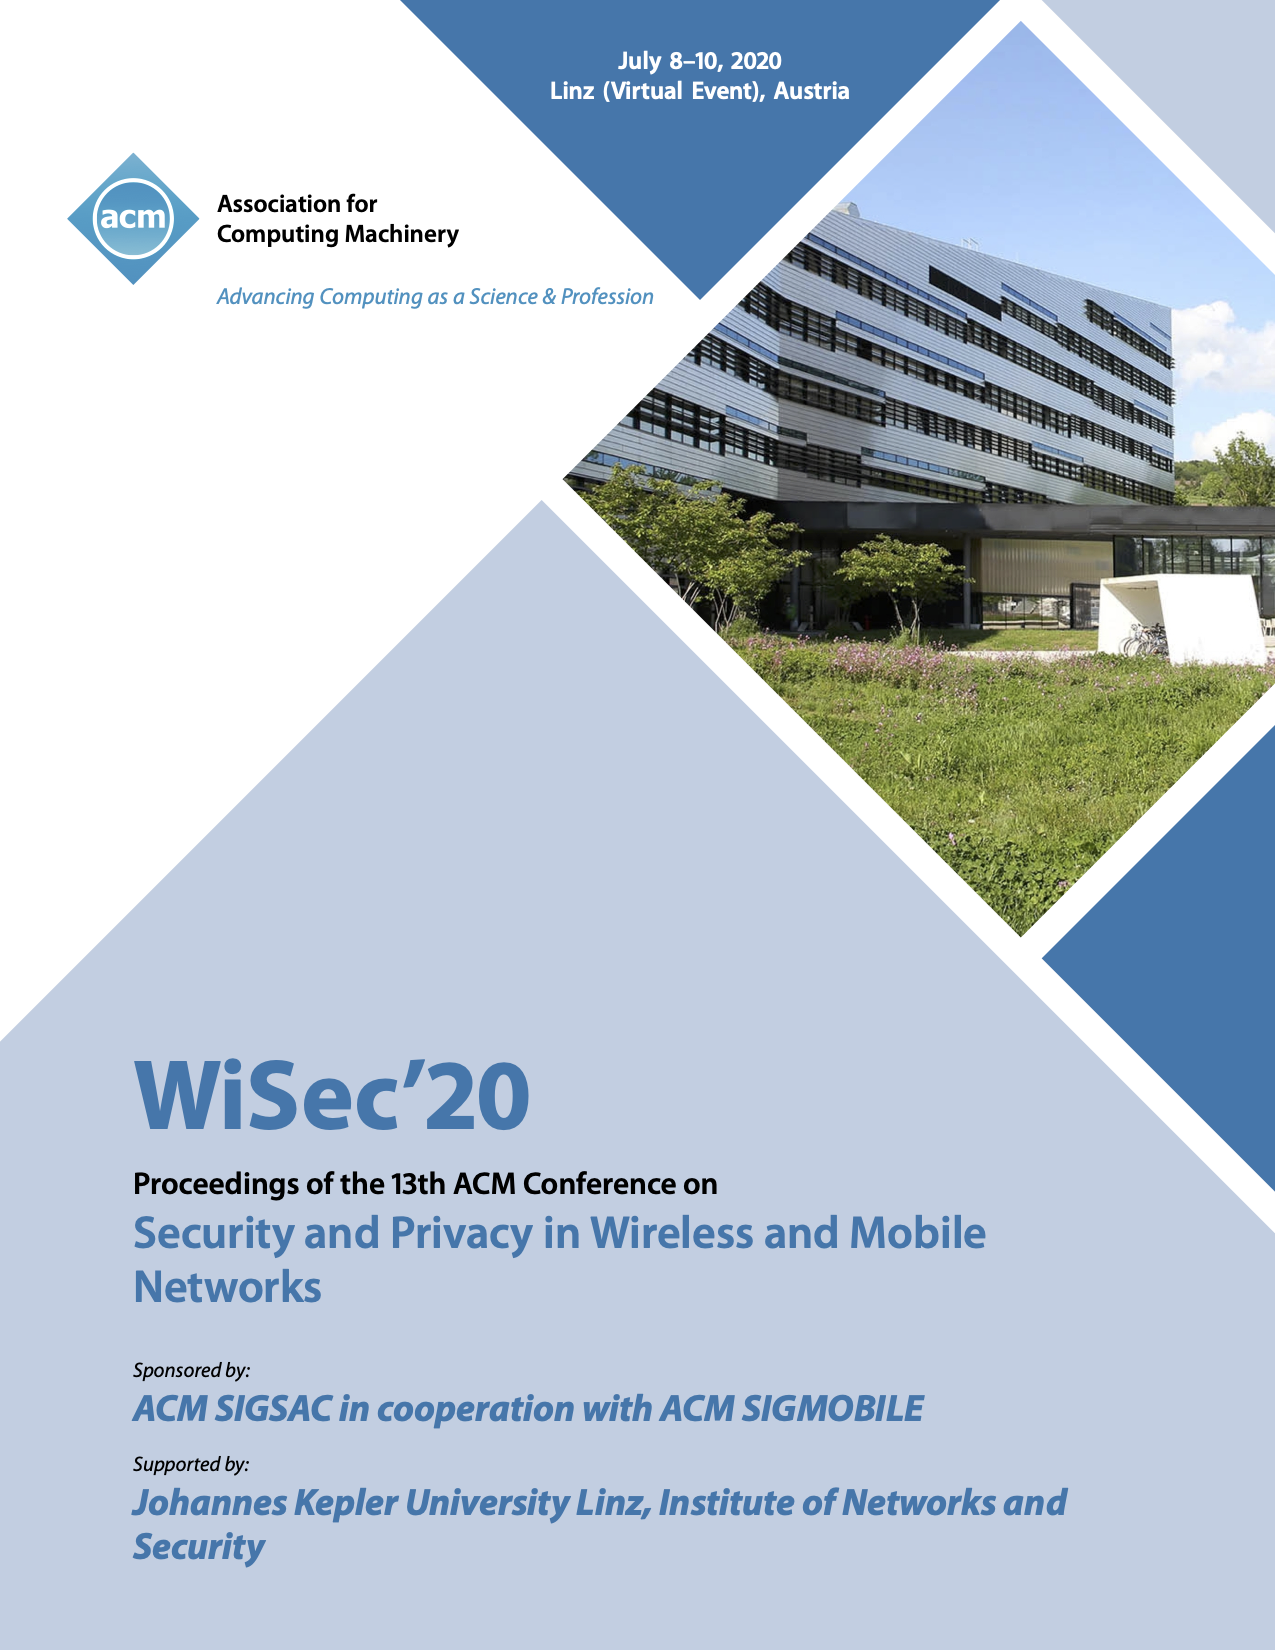 July 8–10, 2020
Linz (Virtual Event), Austria
acm
Association for
Computing Machinery
Advancing Computing as a Science & Profession
WiSec’20
Proceedings of the 13th ACM Conference on
Security and Privacy in Wireless and Mobile
Networks
Sponsored by:
ACM SIGSAC in cooperation with ACM SIGMOBILE
Supported by:
Johannes Kepler University Linz, Institute of Networks and
Security